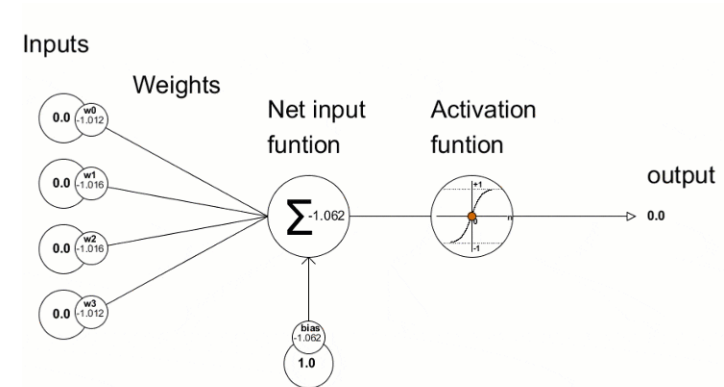 Inputs
Weights
Net input
funtion
Activation
funtion
output
0.0
w0
-1.012
0.0
w1
-1.016
0.0
w2
-1.016
0.0
w3
-1.012
∑ -1.062
+1
0
-1
0.0
bias
-1.062
1.0